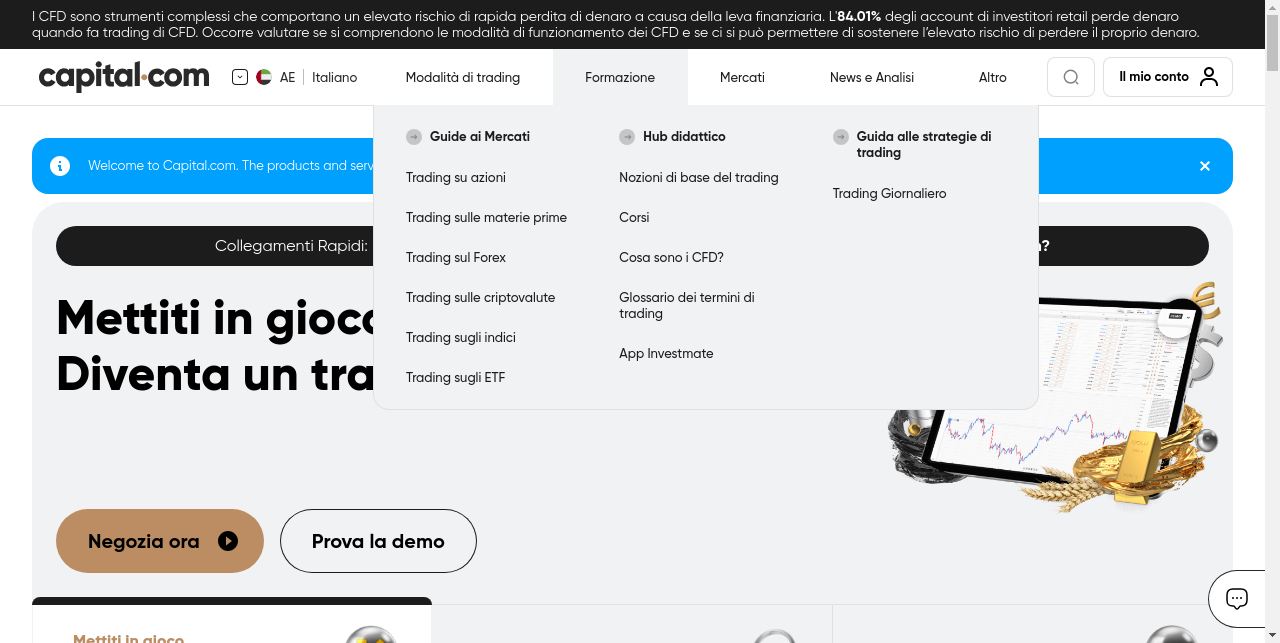 I CFD sono strumenti complessi che comportano un elevato rischio di rapida perdita di denaro a causa della leva finanziaria. L'84.01% degli account di investitori retail perde denaro
quando fa trading di CFD. Occorre valutare se si comprendono le modalità di funzionamento dei CFD e se ci si può permettere di sostenere l'elevato rischio di perdere il proprio denaro.
capital.com
AE
Italiano
Modalità di trading
Formazione
Mercati
News e Analisi
Altro
Il mio conto
Guide ai Mercati
Trading su azioni
Trading sulle materie prime
Trading sul Forex
Trading sulle criptovalute
Trading sugli indici
Trading sugli ETF
Hub didattico
Nozioni di base del trading
Corsi
Cosa sono i CFD?
Glossario dei termini di
trading
App Investmate
Guida alle strategie di
trading
Trading Giornaliero
Welcome to Capital.com. The products and
Collegamenti Rapidi:
Mettiti in
Diventa un
Negozia ora
Prova la demo
Mettiti in gioco